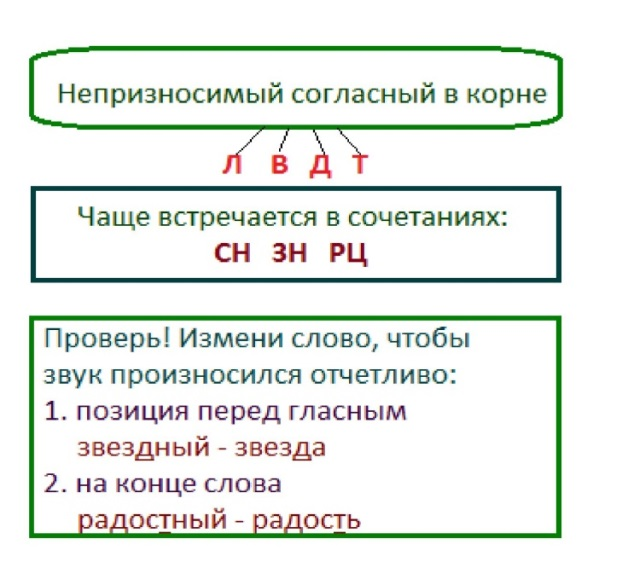 Непризносимый согласный в корне
Л В Д Т
Чаще встречается в сочетаниях:
СН ЗН РЦ
Проверь! Измени слово, чтобы
звук произносился отчетливо:
1. позиция перед гласным
звездный - звезда
2. на конце слова
радостный - радость